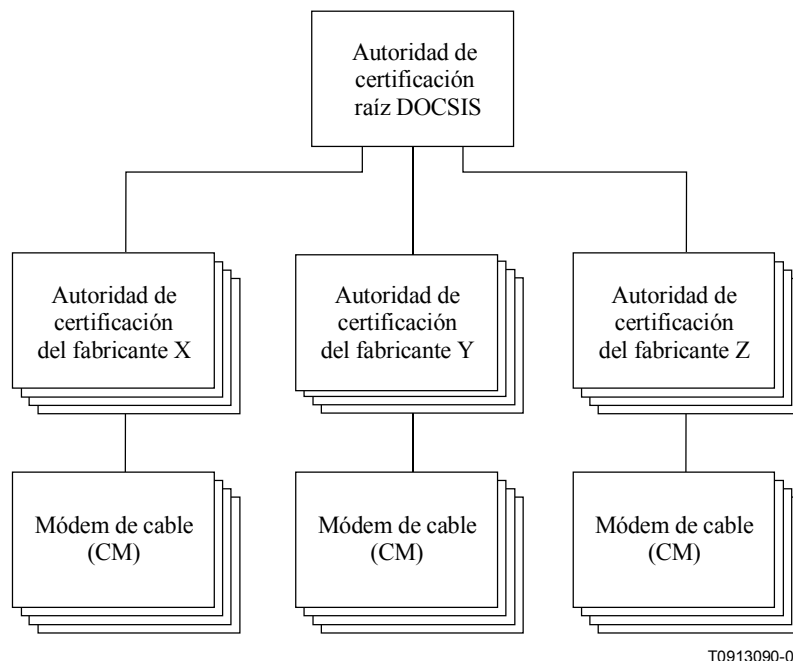 Autoridad de
certificación
raíz DOCSIS
Autoridad de
certificación
del fabricante X
Autoridad de
certificación
del fabricante Y
Autoridad de
certificación
del fabricante Z
Módem de cable
(CM)
Módem de cable
(CM)
Módem de cable
(CM)
T0913090-0